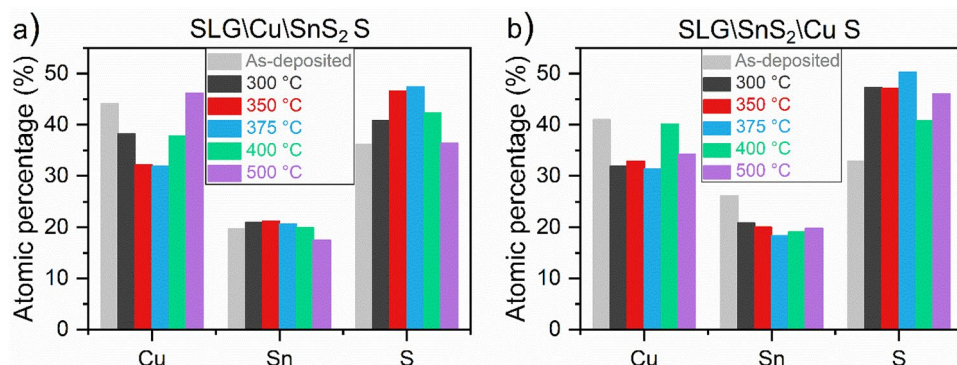 a)
SLG\Cu\SnS₂ S
Atomic percentage (%)
50
40
30
20
10
0
As-deposited
300 °C
350 °C
375 °C
400 °C
500 °C
Cu
Sn
S
b)
SLG\SnS₂\Cu S
Atomic percentage (%)
50
40
30
20
10
0
As-deposited
300 °C
350 °C
375 °C
400 °C
500 °C
Cu
Sn
S